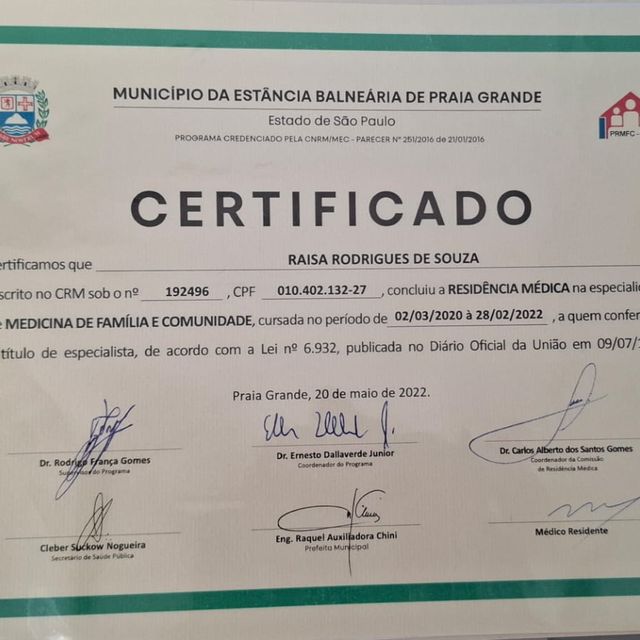 MUNICÍPIO DA ESTÂNCIA BALNEÁRIA DE PRAIA GRANDE
Estado de São Paulo
PROGRAMA CREDENCIADO PELA CNRM/MEC - PARECER Nº 251/2016 de 21/01/2016
PRMFC -
CERTIFICADO
ertificamos que RAISA RODRIGUES DE SOUZA
scrito no CRM sob o nº 192496 , CPF 010.402.132-27 , concluiu a RESIDÊNCIA MÉDICA na especialid
e MEDICINA DE FAMÍLIA E COMUNIDADE, cursada no período de 02/03/2020 à 28/02/2022 , a quem confer
título de especialista, de acordo com a Lei nº 6.932, publicada no Diário Oficial da União em 09/07/1
Praia Grande, 20 de maio de 2022.
Dr. Rodrigo França Gomes
Supervisor do Programa
Dr. Ernesto Dallaverde Junior
Coordenador do Programa
Dr. Carlos Alberto dos Santos Gomes
Coordenador da Comissão
de Residência Médica
Cleber Suckow Nogueira
Secretário de Saúde Pública
Eng. Raquel Auxiliadora Chini
Prefeita Municipal
Médico Residente